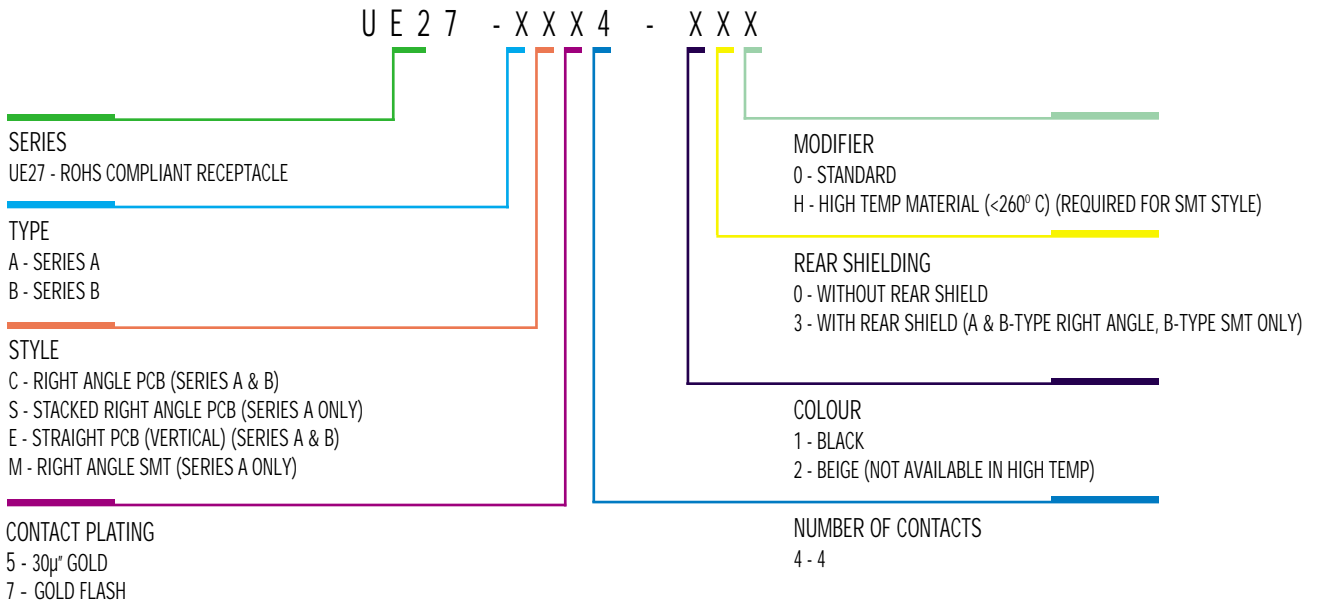 UE27 -XXX4 - XXX
SERIES
UE27 - ROHS COMPLIANT RECEPTACLE
TYPE
A - SERIES A
B - SERIES B
STYLE
C - RIGHT ANGLE PCB (SERIES A & B)
S - STACKED RIGHT ANGLE PCB (SERIES A ONLY)
E - STRAIGHT PCB (VERTICAL) (SERIES A & B)
M - RIGHT ANGLE SMT (SERIES A ONLY)
CONTACT PLATING
5 - 30µ" GOLD
7 - GOLD FLASH
MODIFIER
0 - STANDARD
H - HIGH TEMP MATERIAL (<260º C) (REQUIRED FOR SMT STYLE)
REAR SHIELDING
0 - WITHOUT REAR SHIELD
3 - WITH REAR SHIELD (A & B-TYPE RIGHT ANGLE, B-TYPE SMT ONLY)
COLOUR
1 - BLACK
2 - BEIGE (NOT AVAILABLE IN HIGH TEMP)
NUMBER OF CONTACTS
4 - 4